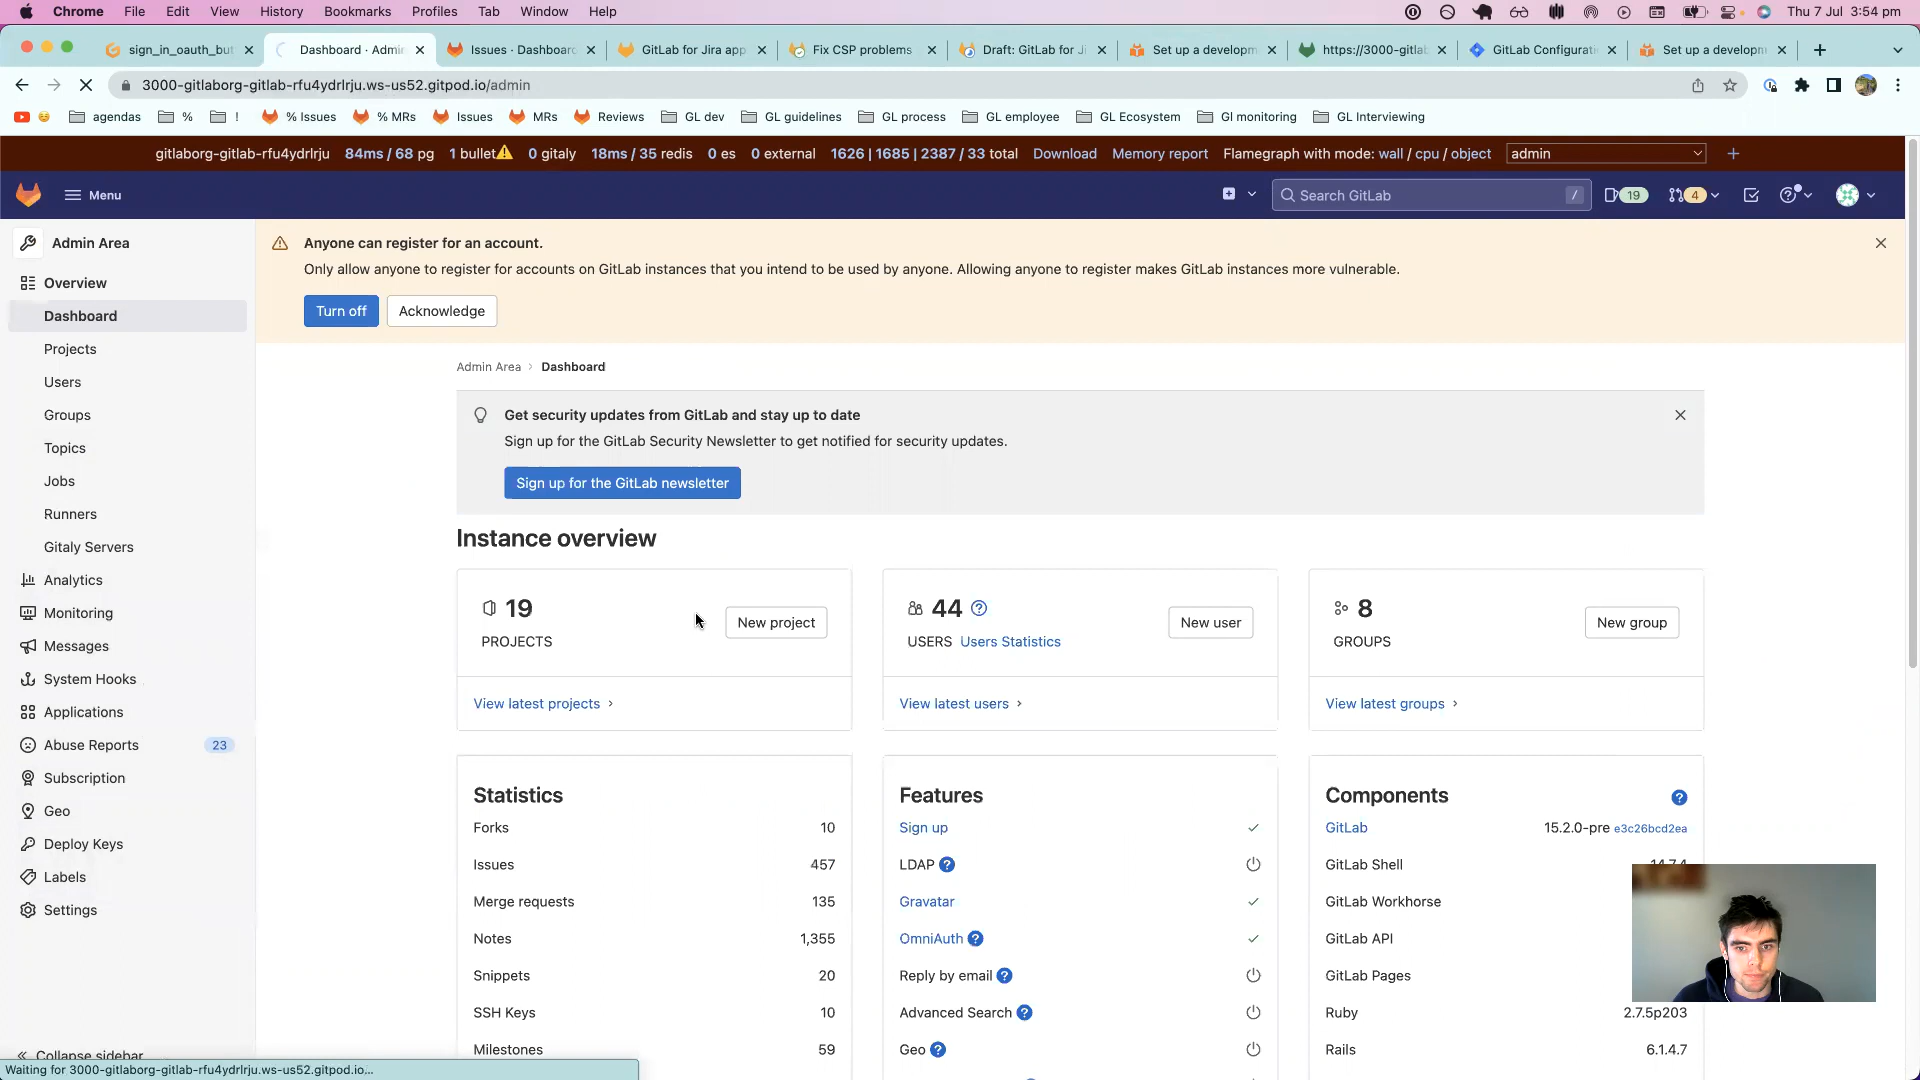 Chrome File Edit View History Bookmarks Profiles Tab Window Help Thu 7 Jul 3:54 pm
sign_in_oauth_but Dashboard · Admin Issues · Dashboard GitLab for Jira app Fix CSP problems Draft: GitLab for Ji Set up a developm https://3000-gitlab GitLab Configurati Set up a developm
3000-gitlaborg-gitlab-rfu4ydrlrju.ws-us52.gitpod.io/admin
agendas % ! % Issues % MRs Issues MRs Reviews GL dev GL guidelines GL process GL employee GL Ecosystem Gl monitoring GL Interviewing
gitlaborg-gitlab-rfu4ydrlrju 84ms / 68 pg 1 bullet 0 gitaly 18ms / 35 redis 0 es 0 external 1626 | 1685 | 2387 / 33 total Download Memory report Flamegraph with mode: wall / cpu / object admin
Menu Search GitLab / 19 4
Admin Area
Overview
Dashboard
Projects
Users
Groups
Topics
Jobs
Runners
Gitaly Servers
Analytics
Monitoring
Messages
System Hooks
Applications
Abuse Reports 23
Subscription
Geo
Deploy Keys
Labels
Settings
Collapse sidebar
Waiting for 3000-gitlaborg-gitlab-rfu4ydrlrju.ws-us52.gitpod.io...
Anyone can register for an account.
Only allow anyone to register for accounts on GitLab instances that you intend to be used by anyone. Allowing anyone to register makes GitLab instances more vulnerable.
Turn off Acknowledge
Admin Area › Dashboard
Get security updates from GitLab and stay up to date
Sign up for the GitLab Security Newsletter to get notified for security updates.
Sign up for the GitLab newsletter
Instance overview
19
PROJECTS
New project
View latest projects
44
USERS Users Statistics
New user
View latest users
8
GROUPS
New group
View latest groups
Statistics
Forks 10
Issues 457
Merge requests 135
Notes 1,355
Snippets 20
SSH Keys 10
Milestones 59
Features
Sign up
LDAP
Gravatar
OmniAuth
Reply by email
Advanced Search
Geo
Components
GitLab 15.2.0-pre e3c26bcd2ea
GitLab Shell 14.7.4
GitLab Workhorse
GitLab API
GitLab Pages
Ruby 2.7.5p203
Rails 6.1.4.7